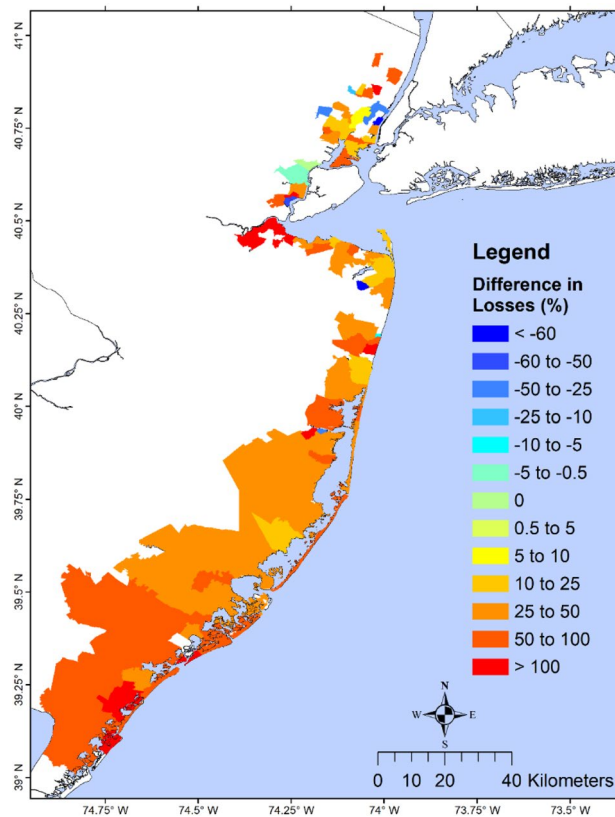 41° N
40.75° N
40.5° N
40.25° N
40° N
39.75° N
39.5° N
39.25° N
39° N
Legend
Difference in
Losses (%)
< -60
-60 to -50
-50 to -25
-25 to -10
-10 to -5
-5 to -0.5
0
0.5 to 5
5 to 10
10 to 25
25 to 50
50 to 100
> 100
N
W E
S
0 10 20 40 Kilometers
74.75° W 74.5° W 74.25° W 74° W 73.75° W 73.5° W